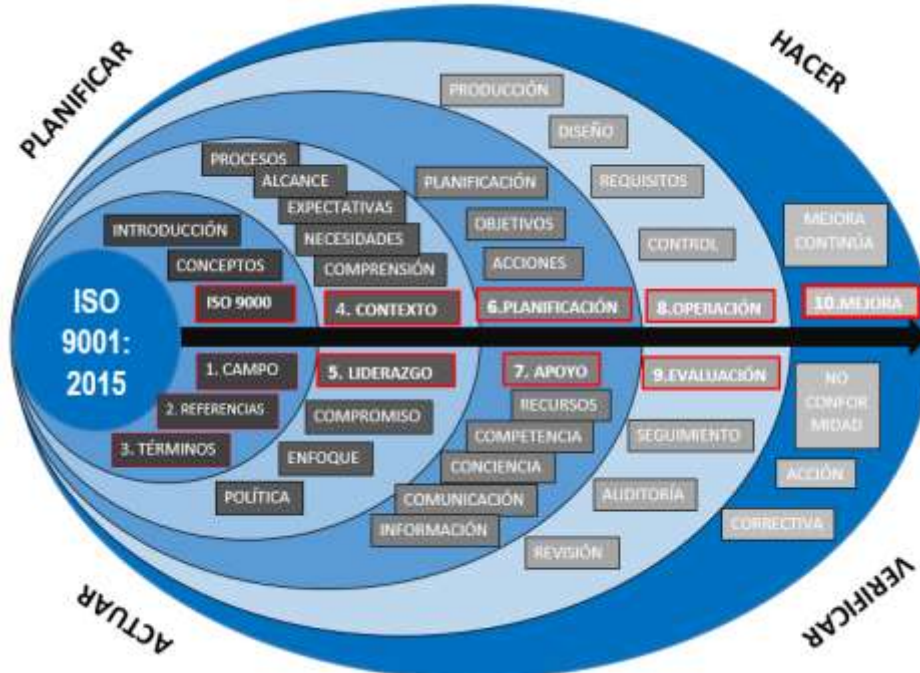 PLANIFICAR
HACER
PRODUCCIÓN
DISEÑO
REQUISITOS
CONTROL
MEJORA
CONTINÚA
PROCESOS
ALCANCE
EXPECTATIVAS
NECESIDADES
COMPRENSIÓN
PLANIFICACIÓN
OBJETIVOS
ACCIONES
INTRODUCCIÓN
CONCEPTOS
ISO 9000
4. CONTEXTO
6.PLANIFICACIÓN
8.OPERACIÓN
10.MEJORA
ISO
9001:
2015
1. CAMPO
2. REFERENCIAS
3. TÉRMINOS
5. LIDERAZGO
COMPROMISO
ENFOQUE
POLÍTICA
7. APOYO
RECURSOS
COMPETENCIA
CONCIENCIA
COMUNICACIÓN
INFORMACIÓN
9.EVALUACIÓN
SEGUIMIENTO
AUDITORÍA
REVISIÓN
NO
CONFOR
MIDAD
ACCIÓN
CORRECTIVA
ACTUAR
VERIFICAR